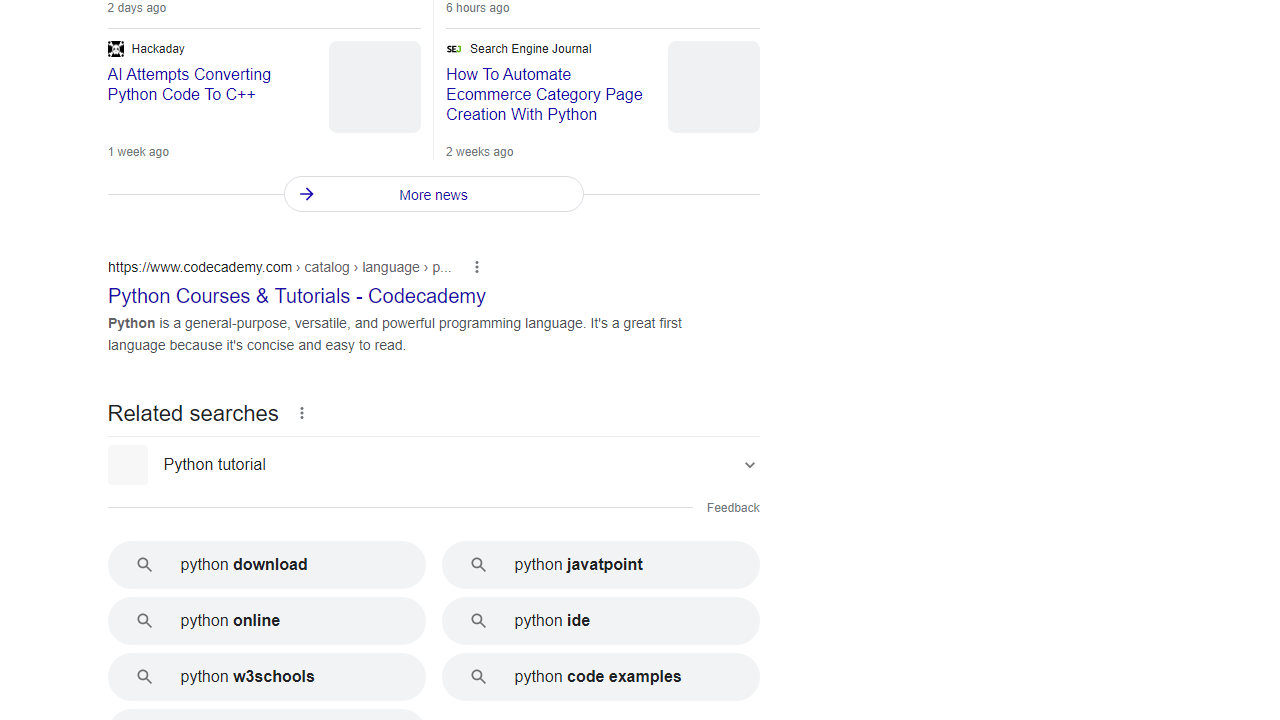 2 days ago
6 hours ago
Hackaday
AI Attempts Converting
Python Code To C++
1 week ago
SEJ Search Engine Journal
How To Automate
Ecommerce Category Page
Creation With Python
2 weeks ago
More news
https://www.codecademy.com › catalog › language › p...
Python Courses & Tutorials - Codecademy
Python is a general-purpose, versatile, and powerful programming language. It's a great first
language because it's concise and easy to read.
Related searches
Python tutorial
Feedback
python download
python javatpoint
python online
python ide
python w3schools
python code examples